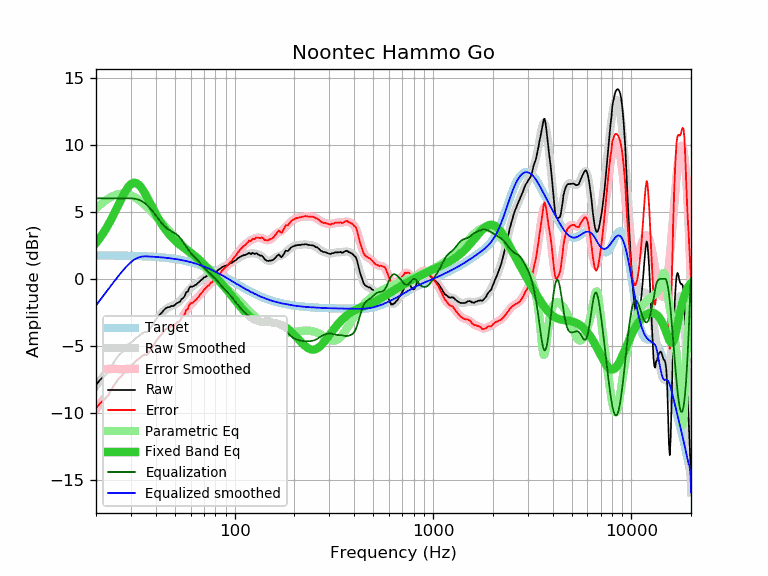 Noontec Hammo Go
15
10
5
0
−5
−10
−15
Amplitude (dBr)
Target
Raw Smoothed
Error Smoothed
Raw
Error
Parametric Eq
Fixed Band Eq
Equalization
Equalized smoothed
100
1000
10000
Frequency (Hz)